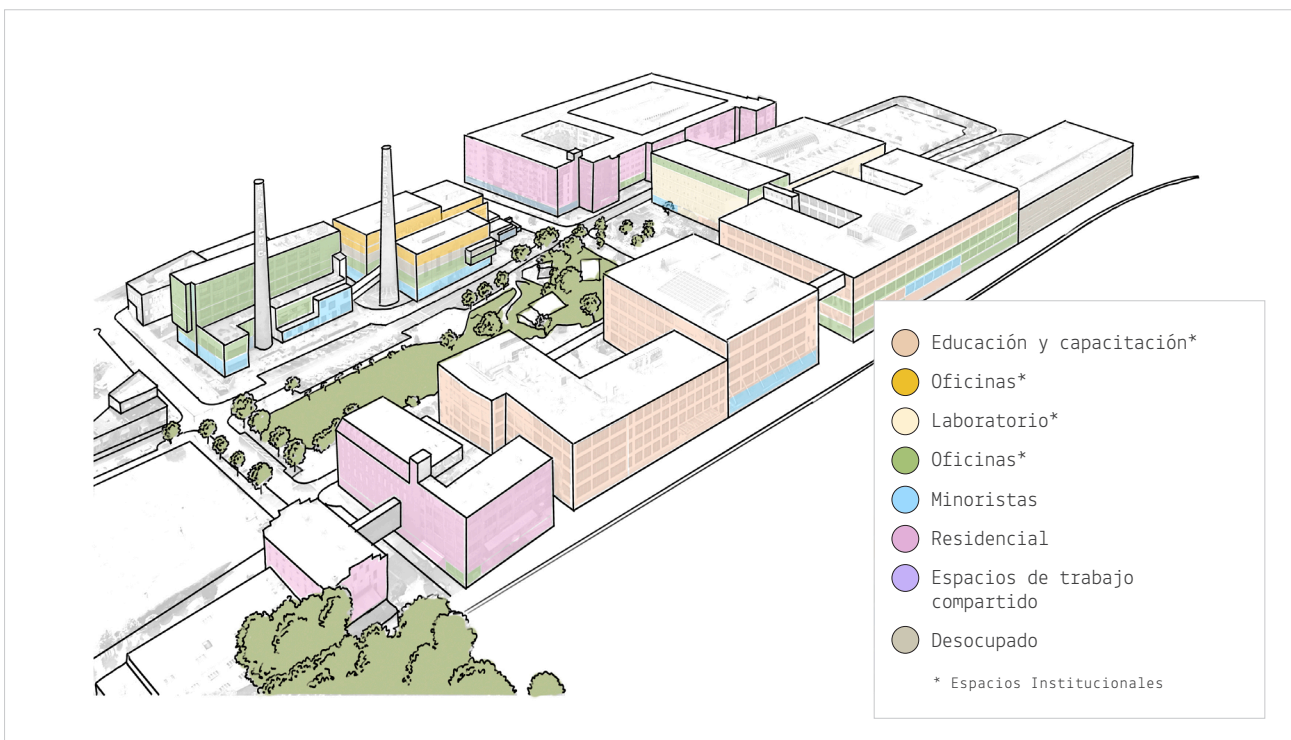 Educación y capacitación*
Oficinas*
Laboratorio*
Oficinas*
Minoristas
Residencial
Espacios de trabajo
compartido
Desocupado
* Espacios Institucionales